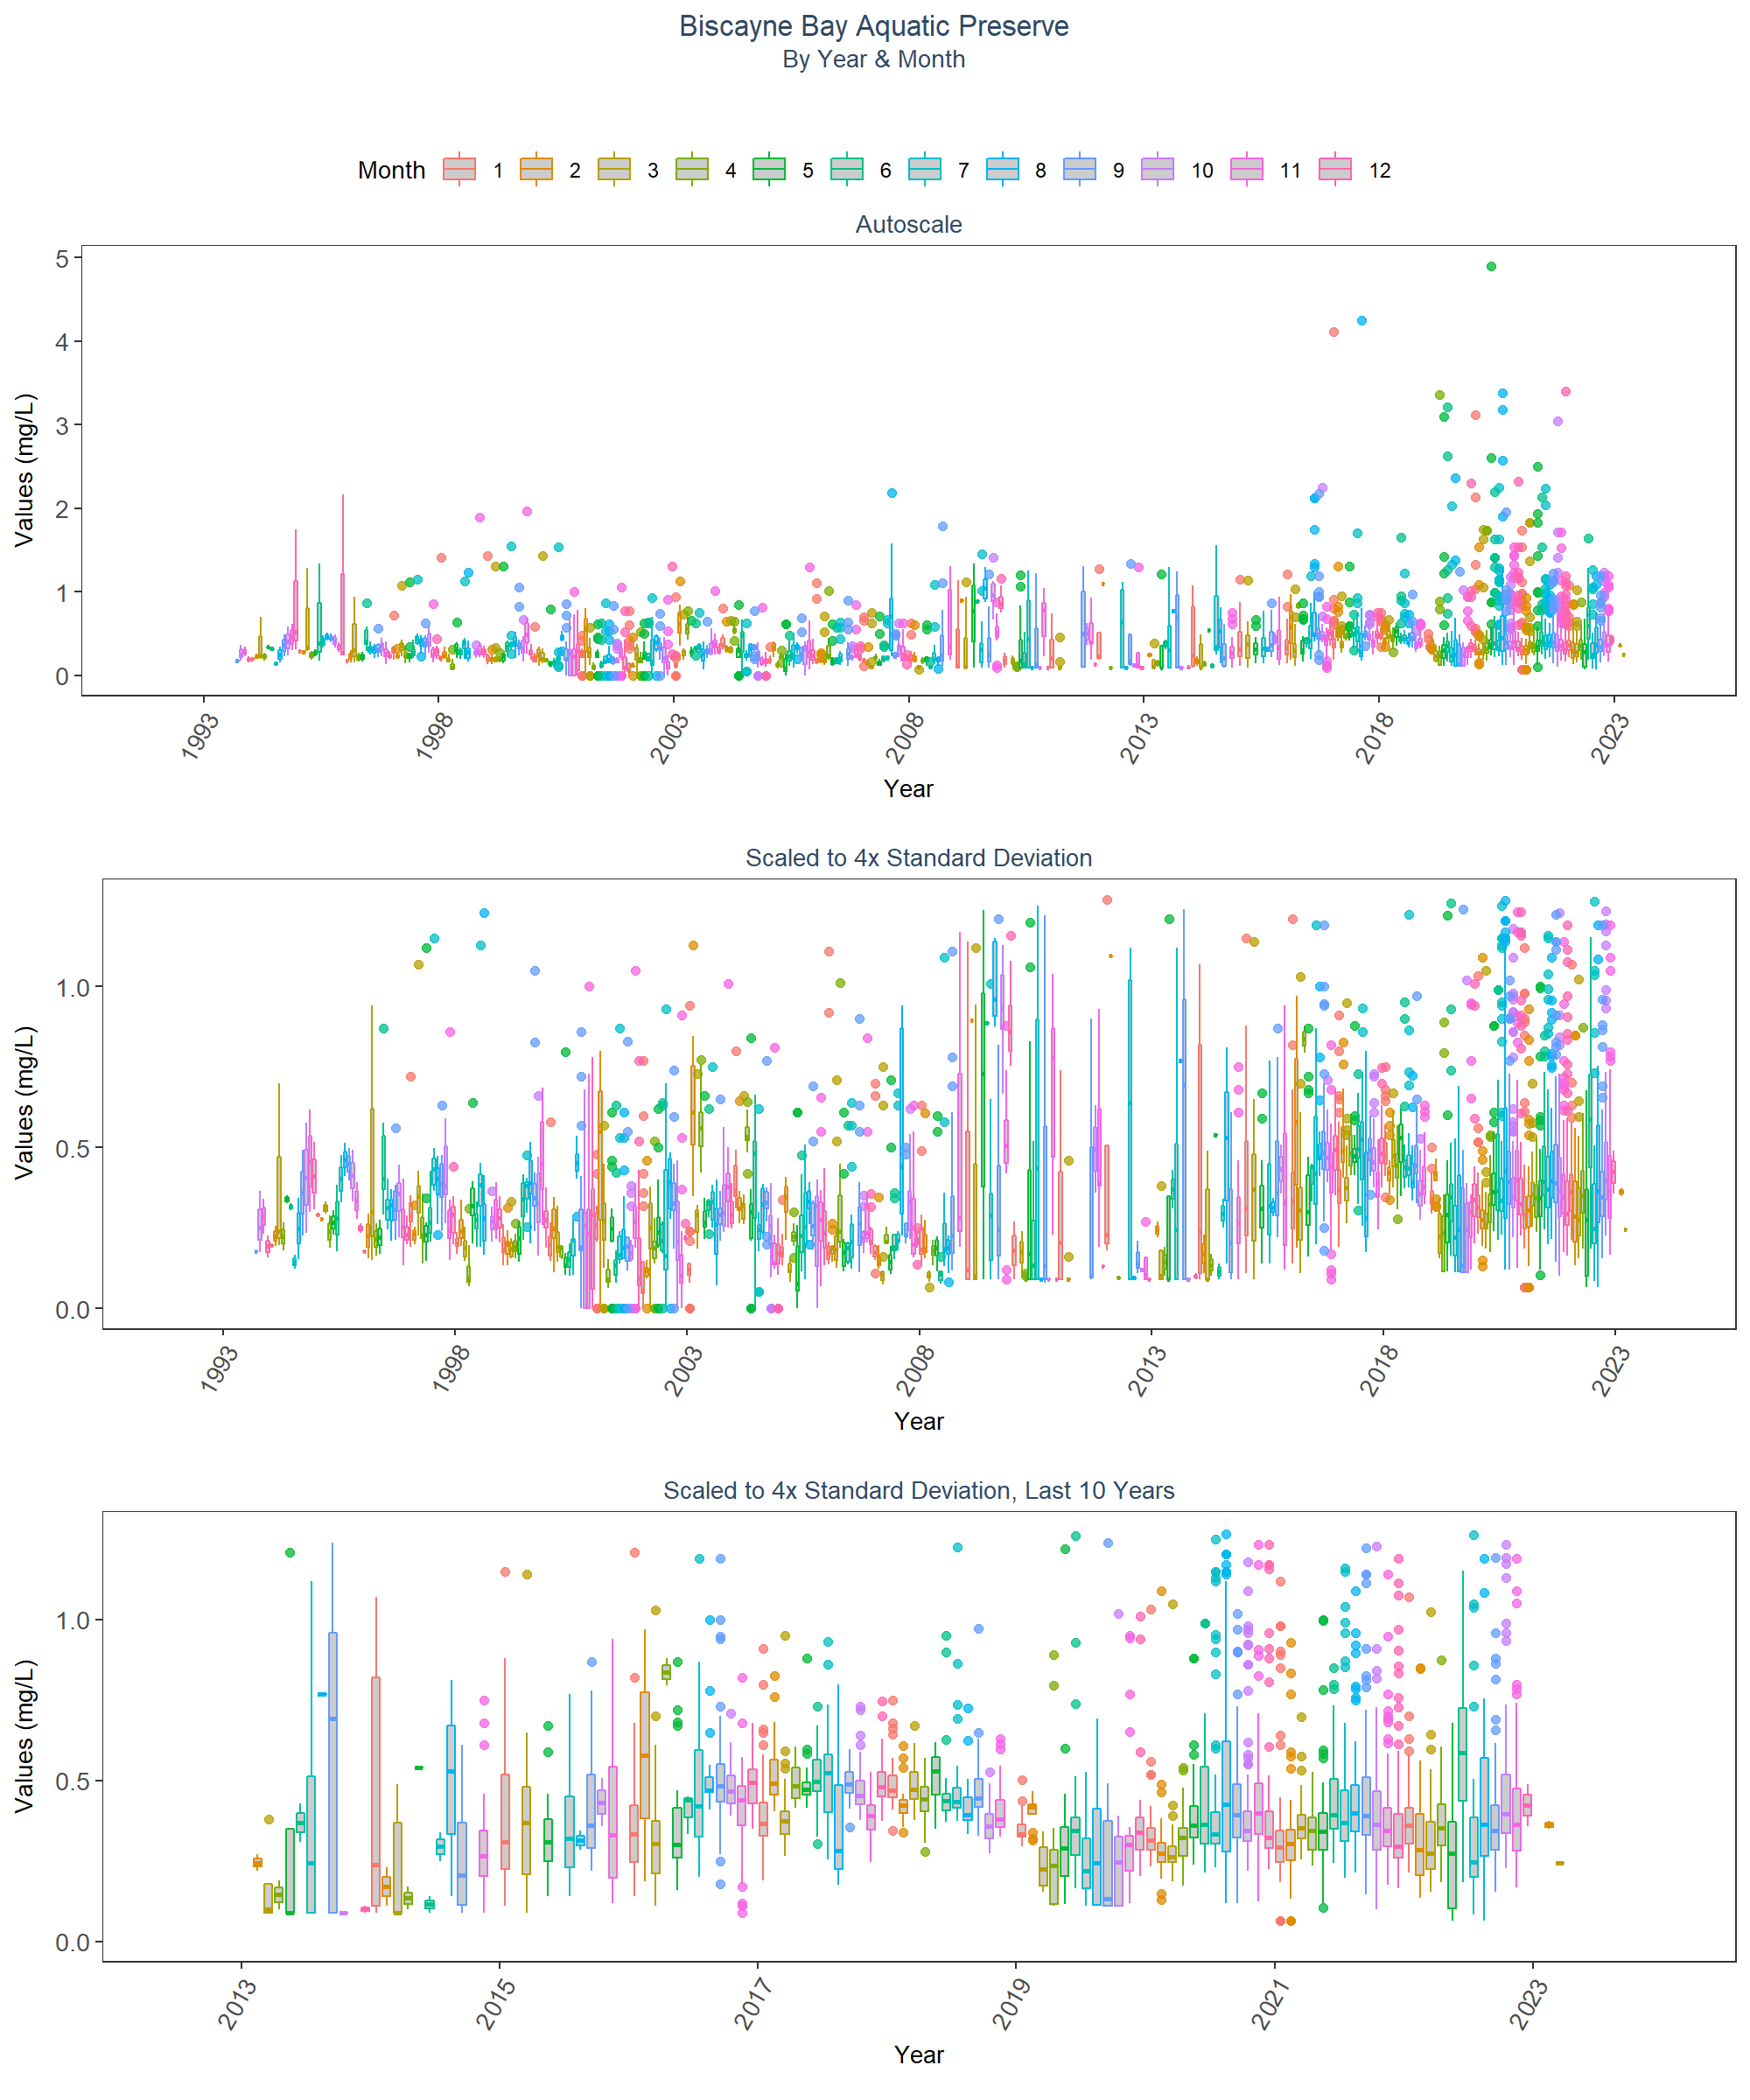 Biscayne Bay Aquatic Preserve
By Year & Month
Month 1 2 3 4 5 6 7 8 9 10 11 12
Autoscale
Values (mg/L)
5
4
3
2
1
0
1993 1998 2003 2008 2013 2018 2023
Year
Scaled to 4x Standard Deviation
Values (mg/L)
1.0
0.5
0.0
1993 1998 2003 2008 2013 2018 2023
Year
Scaled to 4x Standard Deviation, Last 10 Years
Values (mg/L)
1.0
0.5
0.0
2013 2015 2017 2019 2021 2023
Year